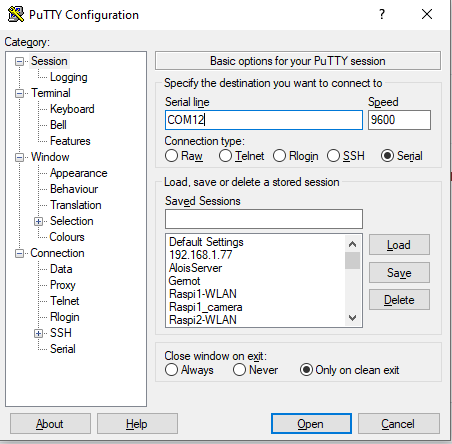 PuTTY Configuration
?
Category:
Session
Logging
Terminal
Keyboard
Bell
Features
Window
Appearance
Behaviour
Translation
Selection
Colours
Connection
Data
Proxy
Telnet
Rlogin
SSH
Serial
Basic options for your PuTTY session
Specify the destination you want to connect to
Serial line Speed
COM12 9600
Connection type:
Raw Telnet Rlogin SSH Serial
Load, save or delete a stored session
Saved Sessions
Default Settings
192.168.1.77
AloisServer
Gernot
Raspi1-WLAN
Raspi1_camera
Raspi2-WLAN
Load
Save
Delete
Close window on exit:
Always Never Only on clean exit
About Help Open Cancel